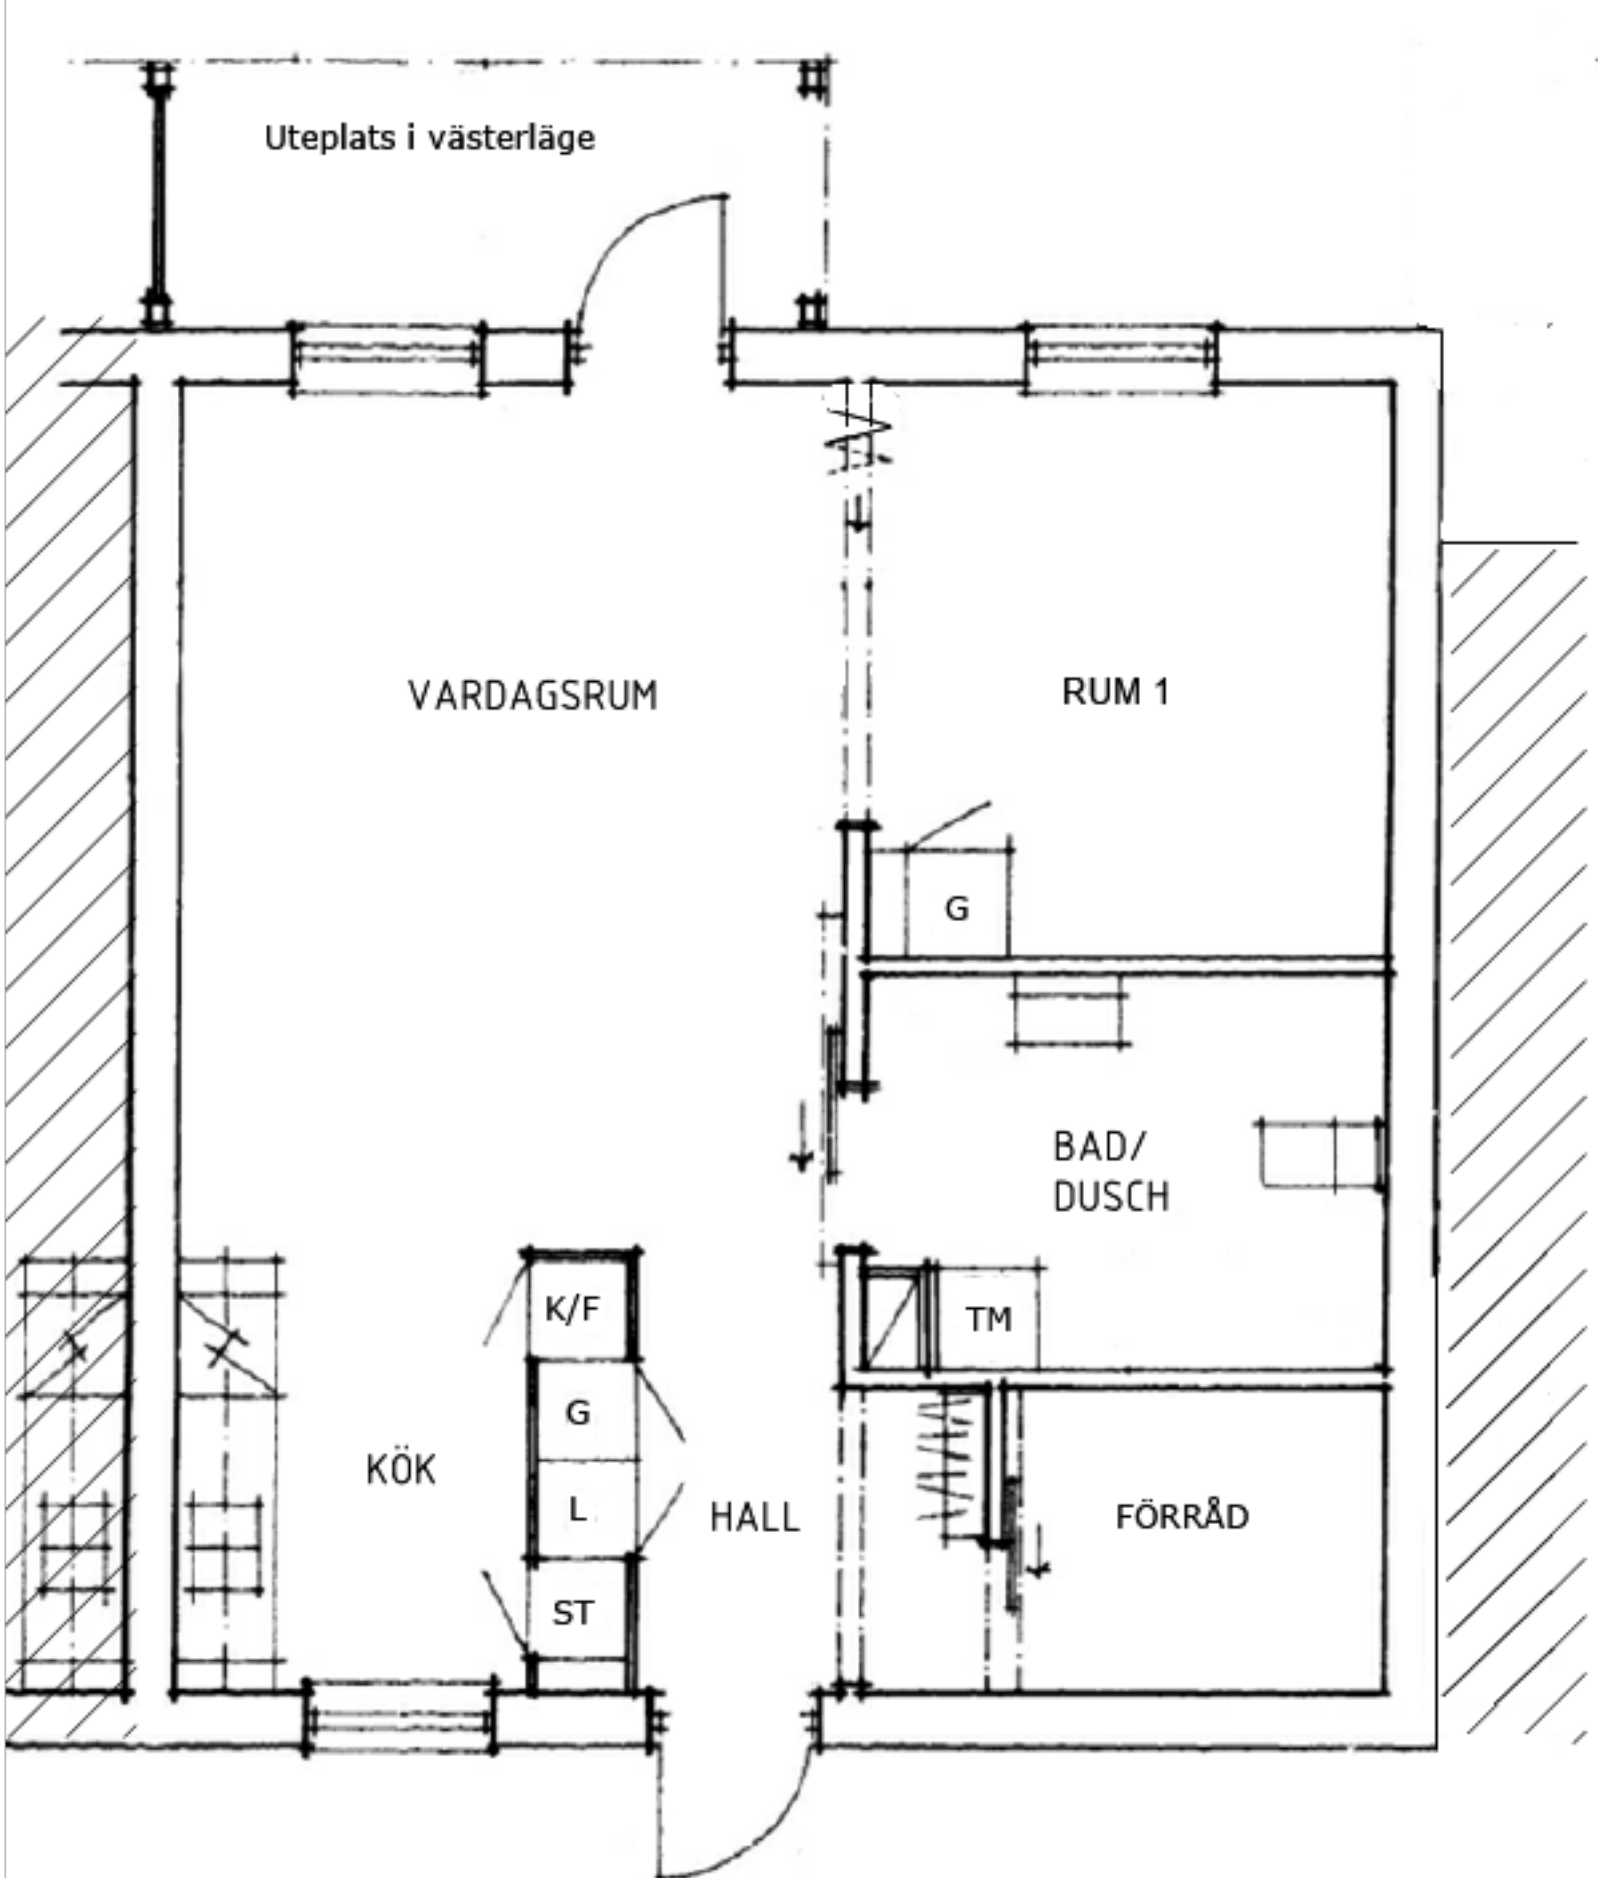 Uteplats i västerläge
VARDAGSRUM
RUM 1
G
BAD/
DUSCH
K/F
TM
G
KÖK
L
HALL
FÖRRÅD
ST